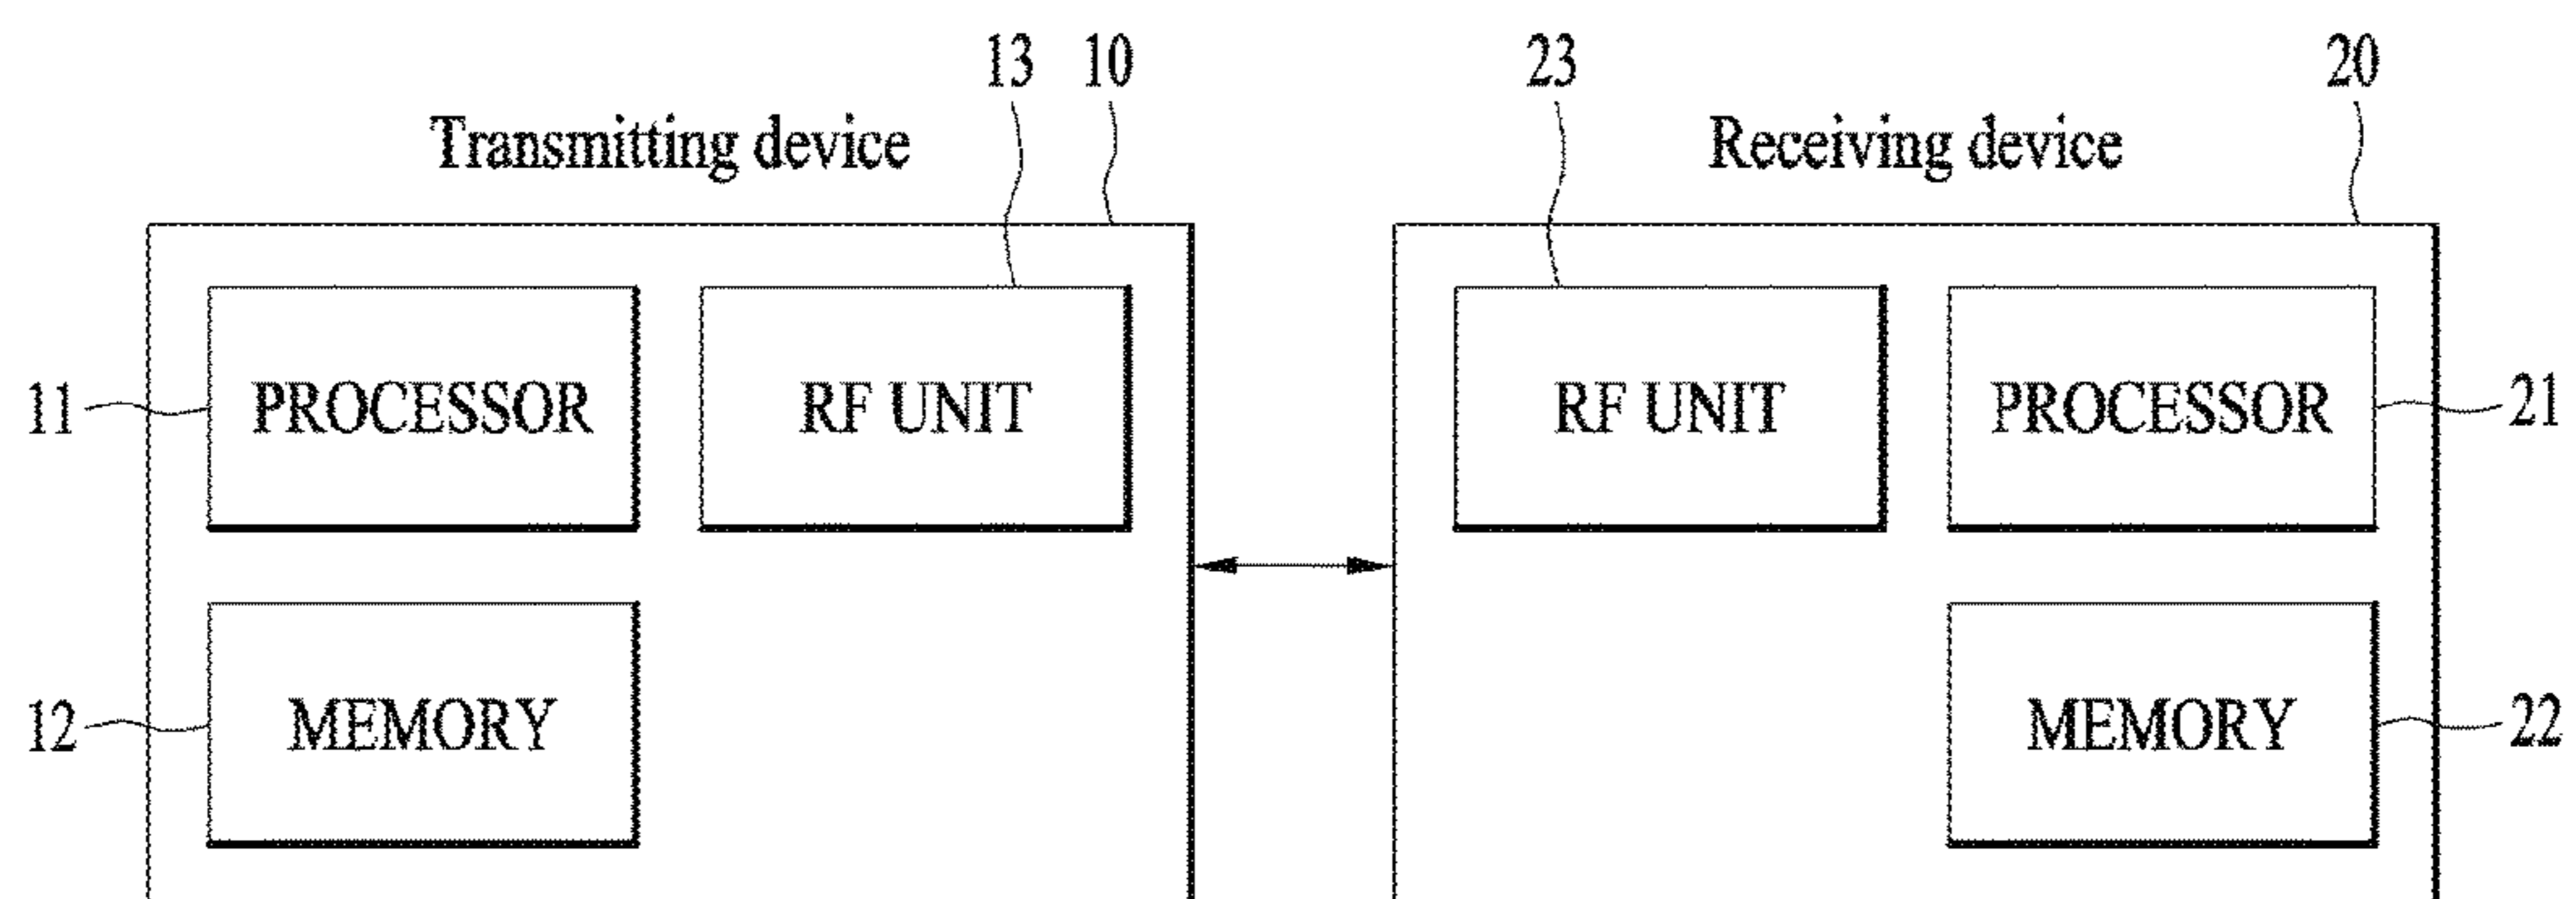 13 10 23 20
Transmitting device Receiving device
11 PROCESSOR RF UNIT RF UNIT PROCESSOR 21
12 MEMORY MEMORY 22